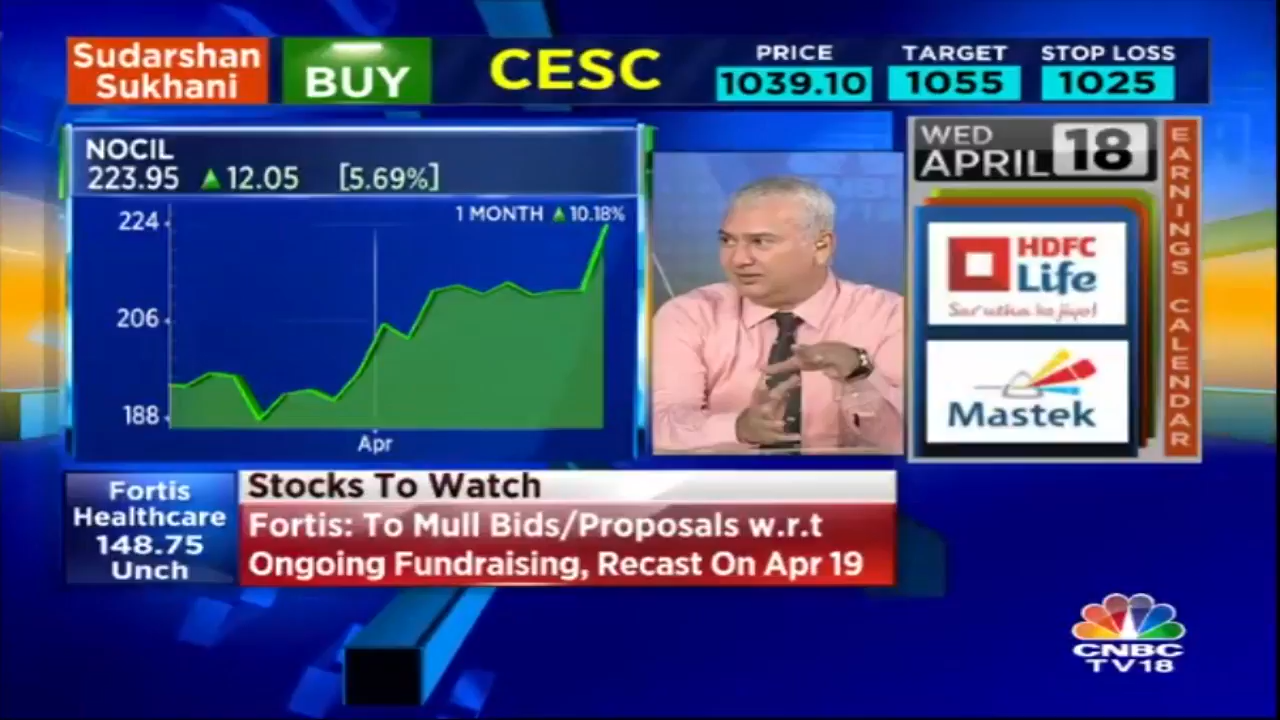 Sudarshan
Sukhani
BUY
CESC
PRICE
1039.10
TARGET
1055
STOP LOSS
1025
NOCIL
223.95 ▲ 12.05 [5.69%]
1 MONTH ▲ 10.18%
224
206
188
Apr
WED
APRIL 18
EARNINGS CALENDAR
HDFC
Life
Sar utha ke jiyo!
Mastek
Fortis
Healthcare
148.75
Unch
Stocks To Watch
Fortis: To Mull Bids/Proposals w.r.t
Ongoing Fundraising, Recast On Apr 19
CNBC
TV18